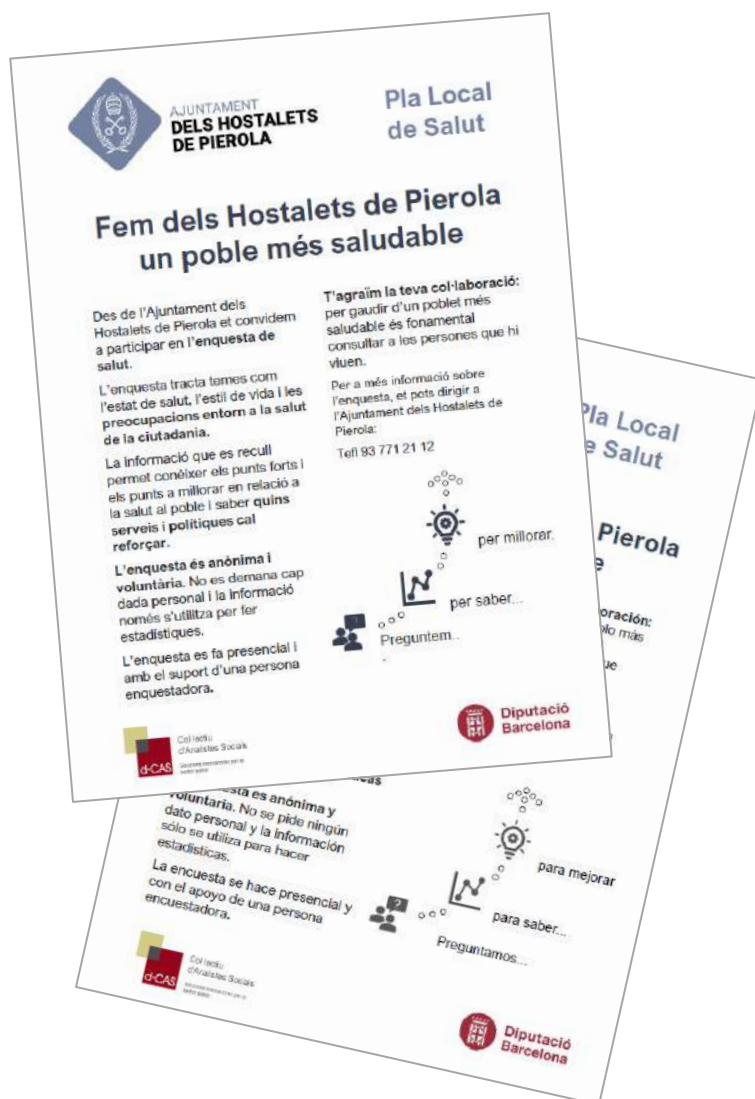 AJUNTAMENT
DELS HOSTALETS
DE PIEROLA
Pla Local
de Salut
Fem dels Hostalets de Pierola
un poble més saludable
Des de l'Ajuntament dels
Hostalets de Pierola et convidem
a participar en l'enquesta de
salut.
L'enquesta tracta temes com
l'estat de salut, l'estil de vida i les
preocupacions entorn a la salut
de la ciutadania.
La informació que es recull
permet conèixer els punts forts i
els punts a millorar en relació a
la salut al poble i saber quins
serveis i polítiques cal
reforçar.
L'enquesta és anònima i
voluntària. No es demana cap
dada personal i la informació
només s'utilitza per fer
estadístiques.
L'enquesta es fa presencial i
amb el suport d'una persona
enquestadora.
T'agraïm la teva col·laboració:
per gaudir d'un poblet més
saludable és fonamental
consultar a les persones que hi
viuen.
Per a més informació sobre
l'enquesta, et pots dirigir a
l'Ajuntament dels Hostalets de
Pierola:
Tefl 93 771 21 12
per millorar.
per saber...
Preguntem..
.
d-CAS
Col·lectiu
d'Analistes Socials
Diputació
Barcelona
Pla Local
Salut
Pierola
oración:
más
es anónima y
voluntaria. No se pide ningún
dato personal y la información
sólo se utiliza para hacer
estadísticas.
La encuesta se hace presencial y
con el apoyo de una persona
encuestadora.
para mejorar
para saber...
Preguntamos...
d-CAS
Col·lectiu
d'Analistes Socials
Diputació
Barcelona